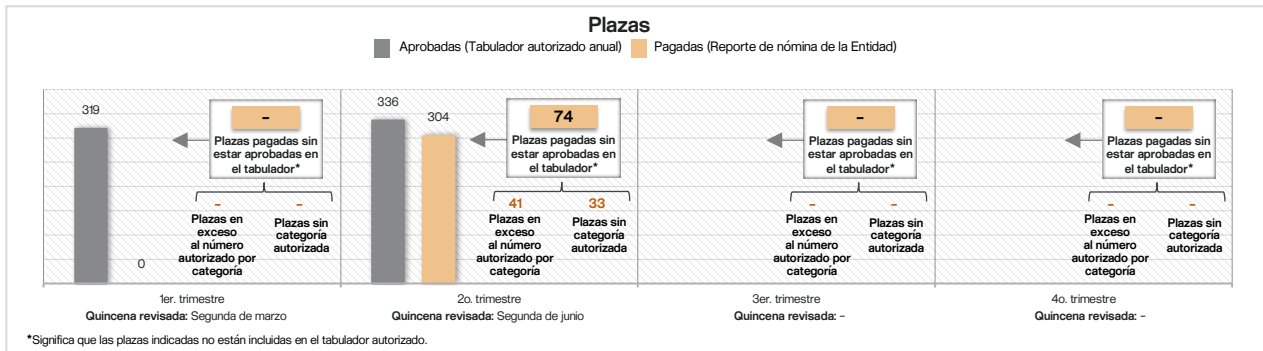 Plazas
Aprobadas (Tabulador autorizado anual)
Pagadas (Reporte de nómina de la Entidad)
319
0
-
Plazas pagadas sin
estar aprobadas en
el tabulador*
-
Plazas en
exceso
al número
autorizado por
categoría
-
Plazas sin
categoría
autorizada
1er. trimestre
Quincena revisada: Segunda de marzo
336
304
74
Plazas pagadas sin
estar aprobadas en
el tabulador*
41
Plazas en
exceso
al número
autorizado por
categoría
33
Plazas sin
categoría
autorizada
2o. trimestre
Quincena revisada: Segunda de junio
-
Plazas pagadas sin
estar aprobadas en
el tabulador*
-
Plazas en
exceso
al número
autorizado por
categoría
-
Plazas sin
categoría
autorizada
3er. trimestre
Quincena revisada: -
-
Plazas pagadas sin
estar aprobadas en
el tabulador*
-
Plazas en
exceso
al número
autorizado por
categoría
-
Plazas sin
categoría
autorizada
4o. trimestre
Quincena revisada: -
*Significa que las plazas indicadas no están incluidas en el tabulador autorizado.